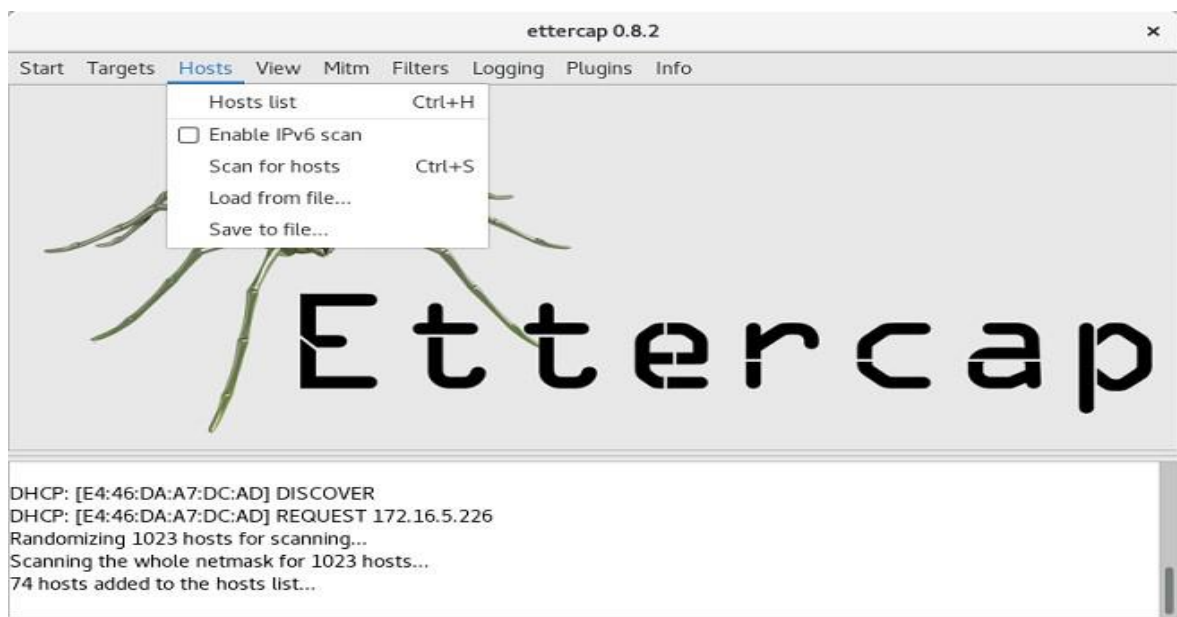 ettercap 0.8.2 ×
Start Targets Hosts View Mitm Filters Logging Plugins Info
Hosts list Ctrl+H
Enable IPv6 scan
Scan for hosts Ctrl+S
Load from file...
Save to file...
Ettercap
DHCP: [E4:46:DA:A7:DC:AD] DISCOVER
DHCP: [E4:46:DA:A7:DC:AD] REQUEST 172.16.5.226
Randomizing 1023 hosts for scanning...
Scanning the whole netmask for 1023 hosts...
74 hosts added to the hosts list...